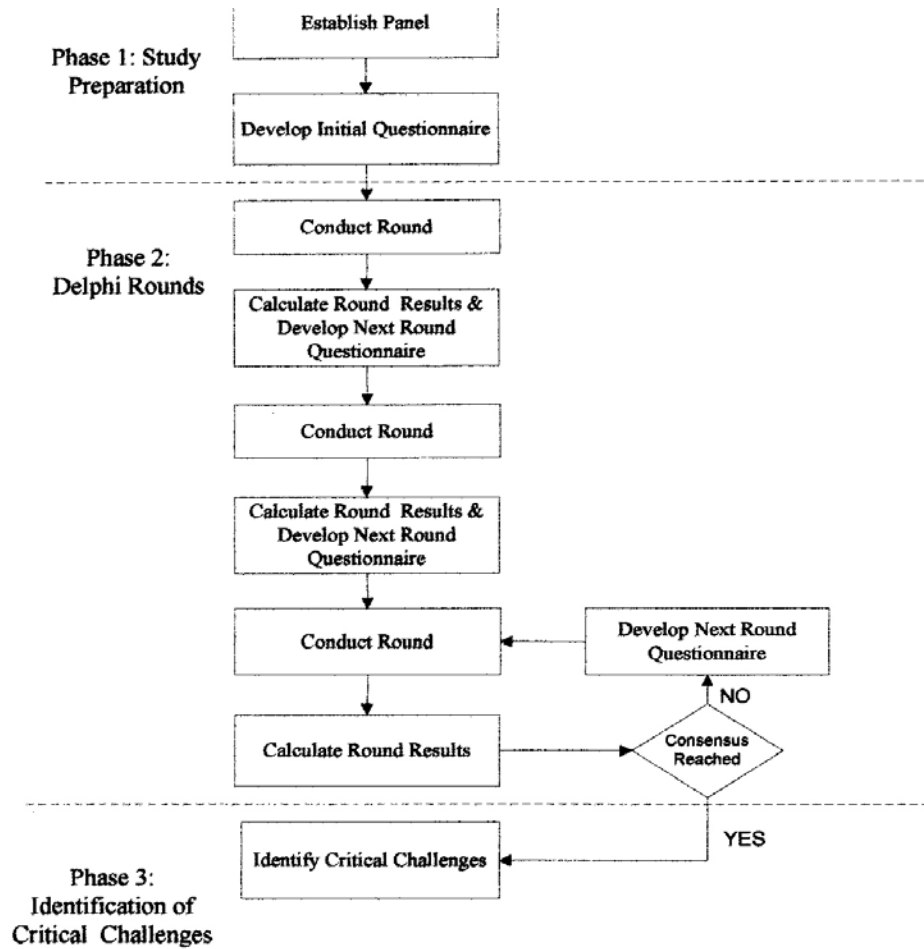 Establish Panel
Phase 1: Study
Preparation
Develop Initial Questionnaire
Conduct Round
Phase 2:
Delphi Rounds
Calculate Round Results &
Develop Next Round
Questionnaire
Conduct Round
Calculate Round Results &
Develop Next Round
Questionnaire
Conduct Round
Develop Next Round
Questionnaire
NO
Calculate Round Results
Consensus
Reached
YES
Identify Critical Challenges
Phase 3:
Identification of
Critical Challenges